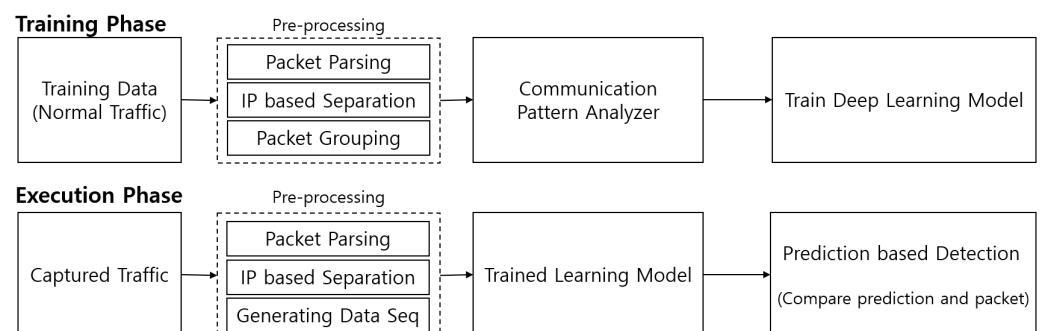 Training Phase
Pre-processing
Training Data
(Normal Traffic)
Packet Parsing
IP based Separation
Packet Grouping
Communication
Pattern Analyzer
Train Deep Learning Model
Execution Phase
Pre-processing
Captured Traffic
Packet Parsing
IP based Separation
Generating Data Seq
Trained Learning Model
Prediction based Detection
(Compare prediction and packet)